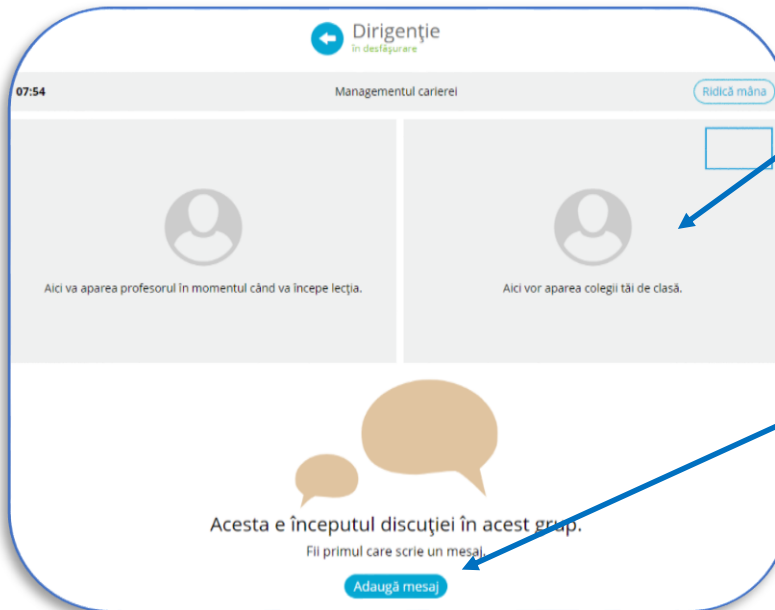 Dirigenție
în desfășurare
07:54
Managementul carierei
Ridică mâna
Aici va aparea profesorul în momentul când va începe lecția.
Aici vor aparea colegii tăi de clasă.
Acesta e începutul discuției în acest grup.
Fii primul care scrie un mesaj.
Adaugă mesaj